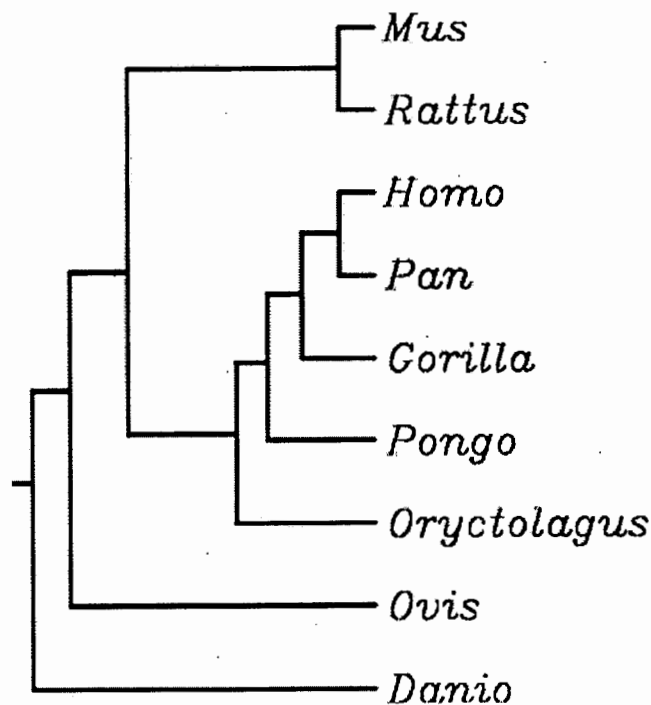 Mus
Rattus
Homo
Pan
Gorilla
Pongo
Oryctolagus
Ovis
Danio